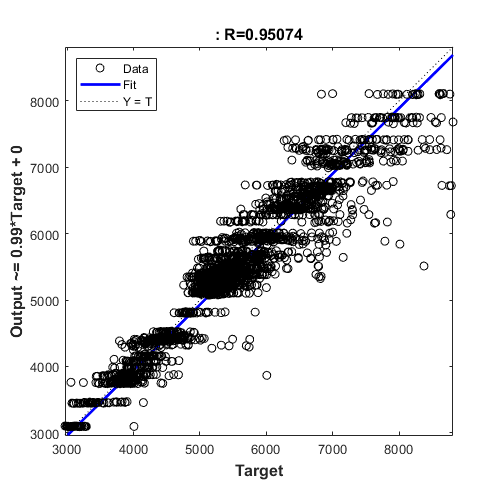 : R=0.95074
Data
Fit
Y = T
8000
7000
6000
5000
4000
3000
Output ~= 0.99*Target + 0
3000 4000 5000 6000 7000 8000
Target